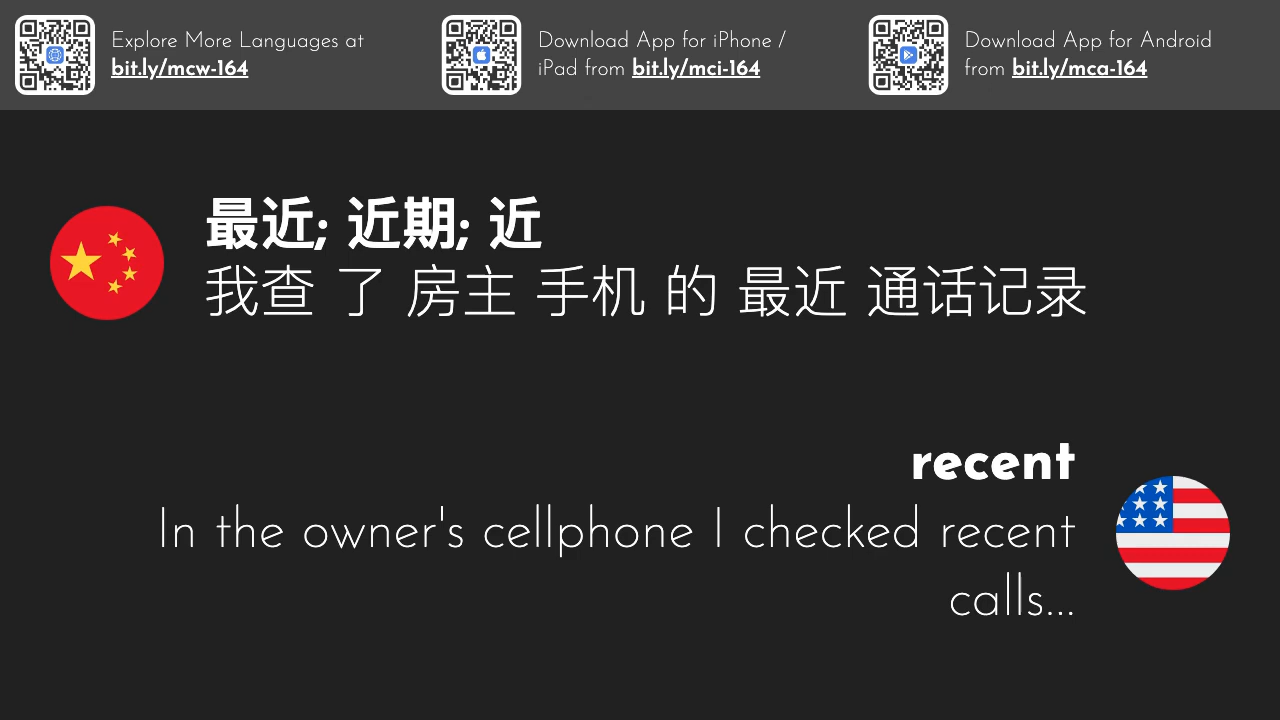 Explore More Languages at
bit.ly/mcw-164
Download App for iPhone /
iPad from bit.ly/mci-164
Download App for Android
from bit.ly/mca-164
最近; 近期; 近
我查 了 房主 手机 的 最近 通话记录
recent
In the owner's cellphone I checked recent
calls...